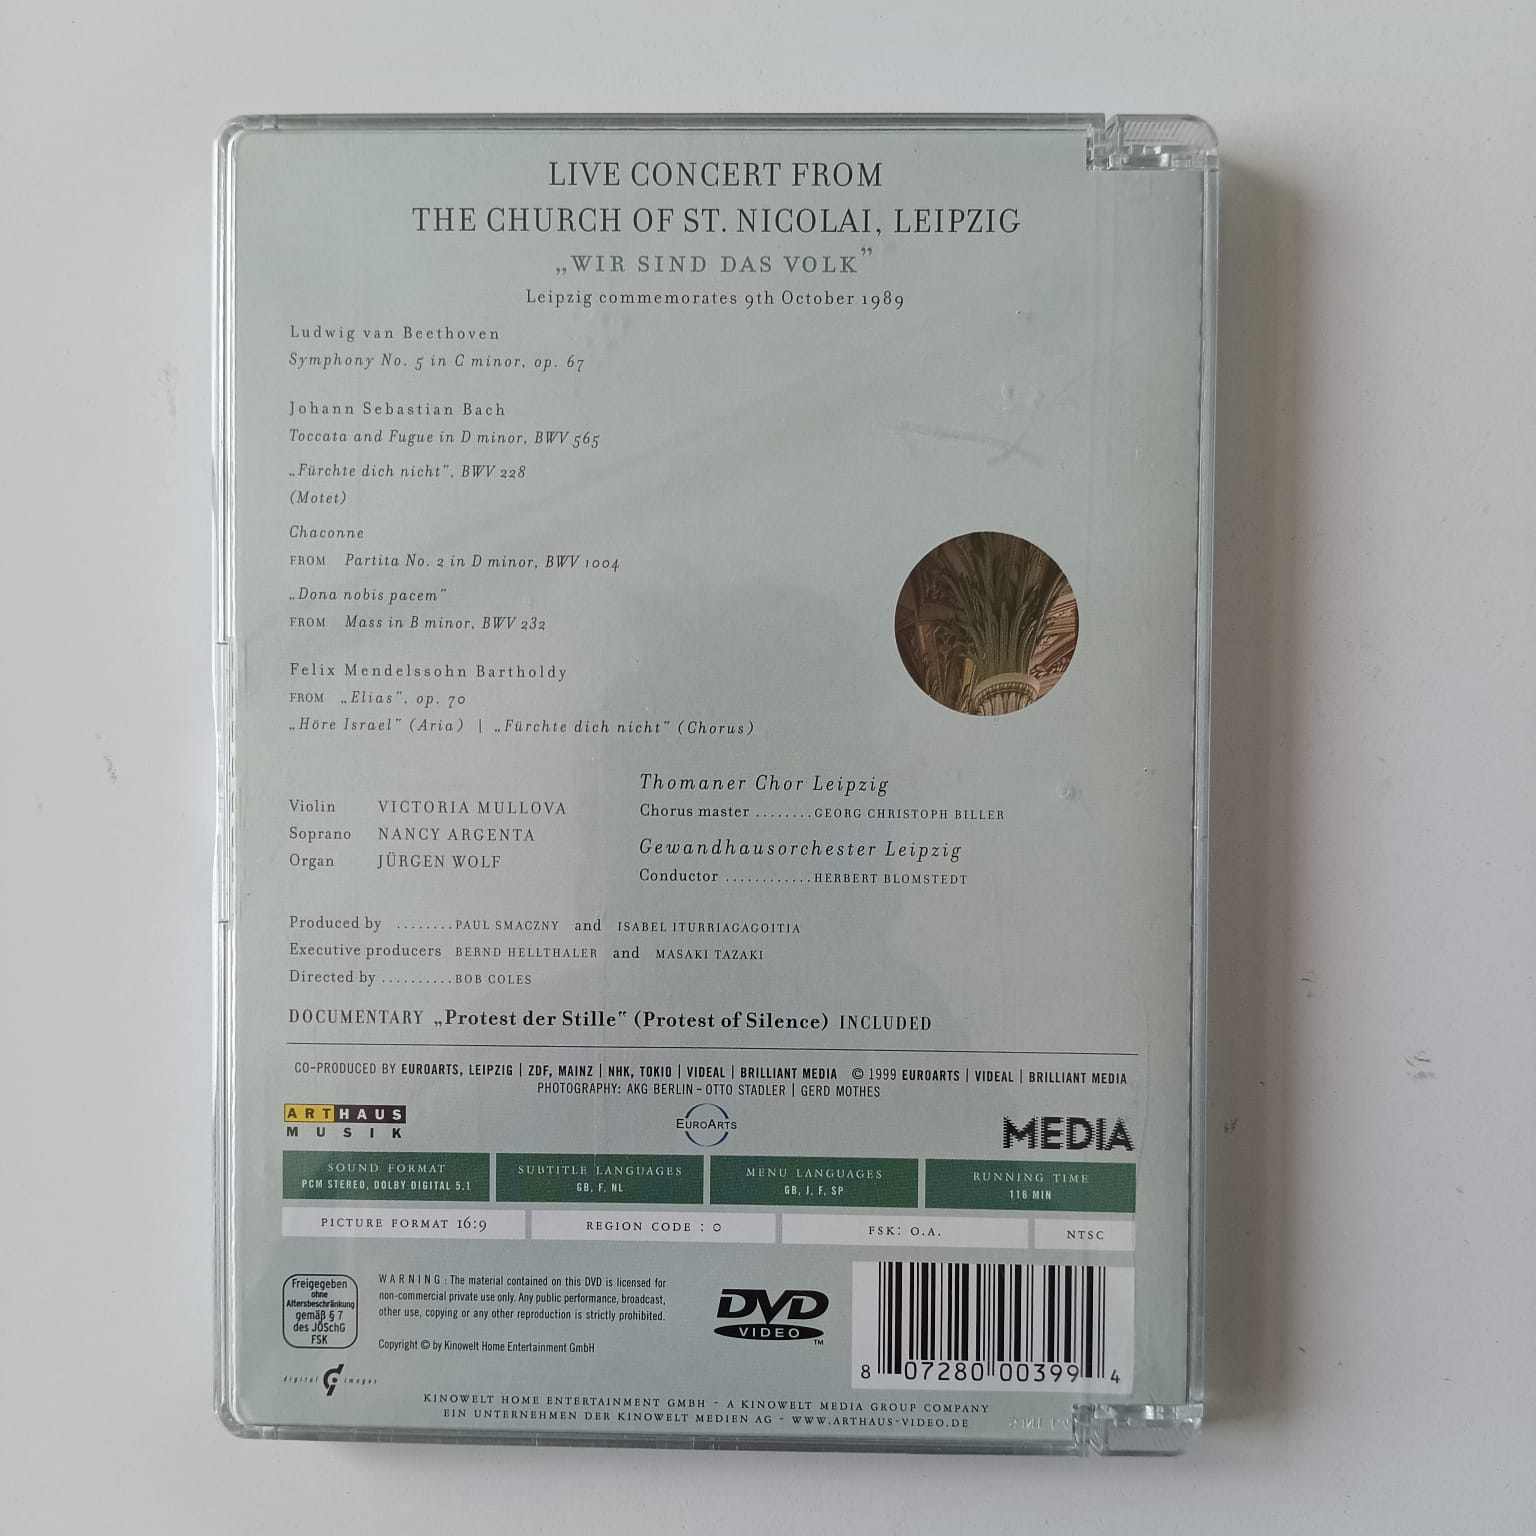 LIVE CONCERT FROM
THE CHURCH OF ST. NICOLAI, LEIPZIG
„WIR SIND DAS VOLK”
Leipzig commemorates 9th October 1989
Ludwig van Beethoven
Symphony No. 5 in C minor, op. 67
Johann Sebastian Bach
Toccata and Fugue in D minor, BWV 565
„Fürchte dich nicht”, BWV 228
(Motet)
Chaconne
FROM Partita No. 2 in D minor, BWV 1004
„Dona nobis pacem”
FROM Mass in B minor, BWV 232
Felix Mendelssohn Bartholdy
FROM „Elias”, op. 70
„Höre Israel” (Aria) | „Fürchte dich nicht” (Chorus)
Violin VICTORIA MULLOVA
Soprano NANCY ARGENTA
Organ JÜRGEN WOLF
Thomaner Chor Leipzig
Chorus master ........GEORG CHRISTOPH BILLER
Gewandhausorchester Leipzig
Conductor ............HERBERT BLOMSTEDT
Produced by ........PAUL SMACZNY and ISABEL ITURRIAGAGOITIA
Executive producers BERND HELLTHALER and MASAKI TAZAKI
Directed by ..........BOB COLES
DOCUMENTARY „Protest der Stille” (Protest of Silence) INCLUDED
CO-PRODUCED BY EUROARTS, LEIPZIG | ZDF, MAINZ | NHK, TOKIO | VIDEAL | BRILLIANT MEDIA © 1999 EUROARTS | VIDEAL | BRILLIANT MEDIA
PHOTOGRAPHY: AKG BERLIN – OTTO STADLER | GERD MOTHES
ARTHAUS
MUSIK
EUROARTS
MEDIA
SOUND FORMAT
PCM STEREO, DOLBY DIGITAL 5.1
SUBTITLE LANGUAGES
GB, F, NL
MENU LANGUAGES
GB, J, F, SP
RUNNING TIME
116 MIN
PICTURE FORMAT 16:9
REGION CODE : 0
FSK: O.A.
NTSC
Freigegeben
ohne
Altersbeschränkung
gemäß § 7
des JÖSchG
FSK
WARNING: The material contained on this DVD is licensed for
non-commercial private use only. Any public performance, broadcast,
other use, copying or any other reproduction is strictly prohibited.
Copyright © by Kinowelt Home Entertainment GmbH
DVD
VIDEO
TM
8 07280 00399 4
digital images
KINOWELT HOME ENTERTAINMENT GMBH - A KINOWELT MEDIA GROUP COMPANY
EIN UNTERNEHMEN DER KINOWELT MEDIEN AG - WWW.ARTHAUS-VIDEO.DE